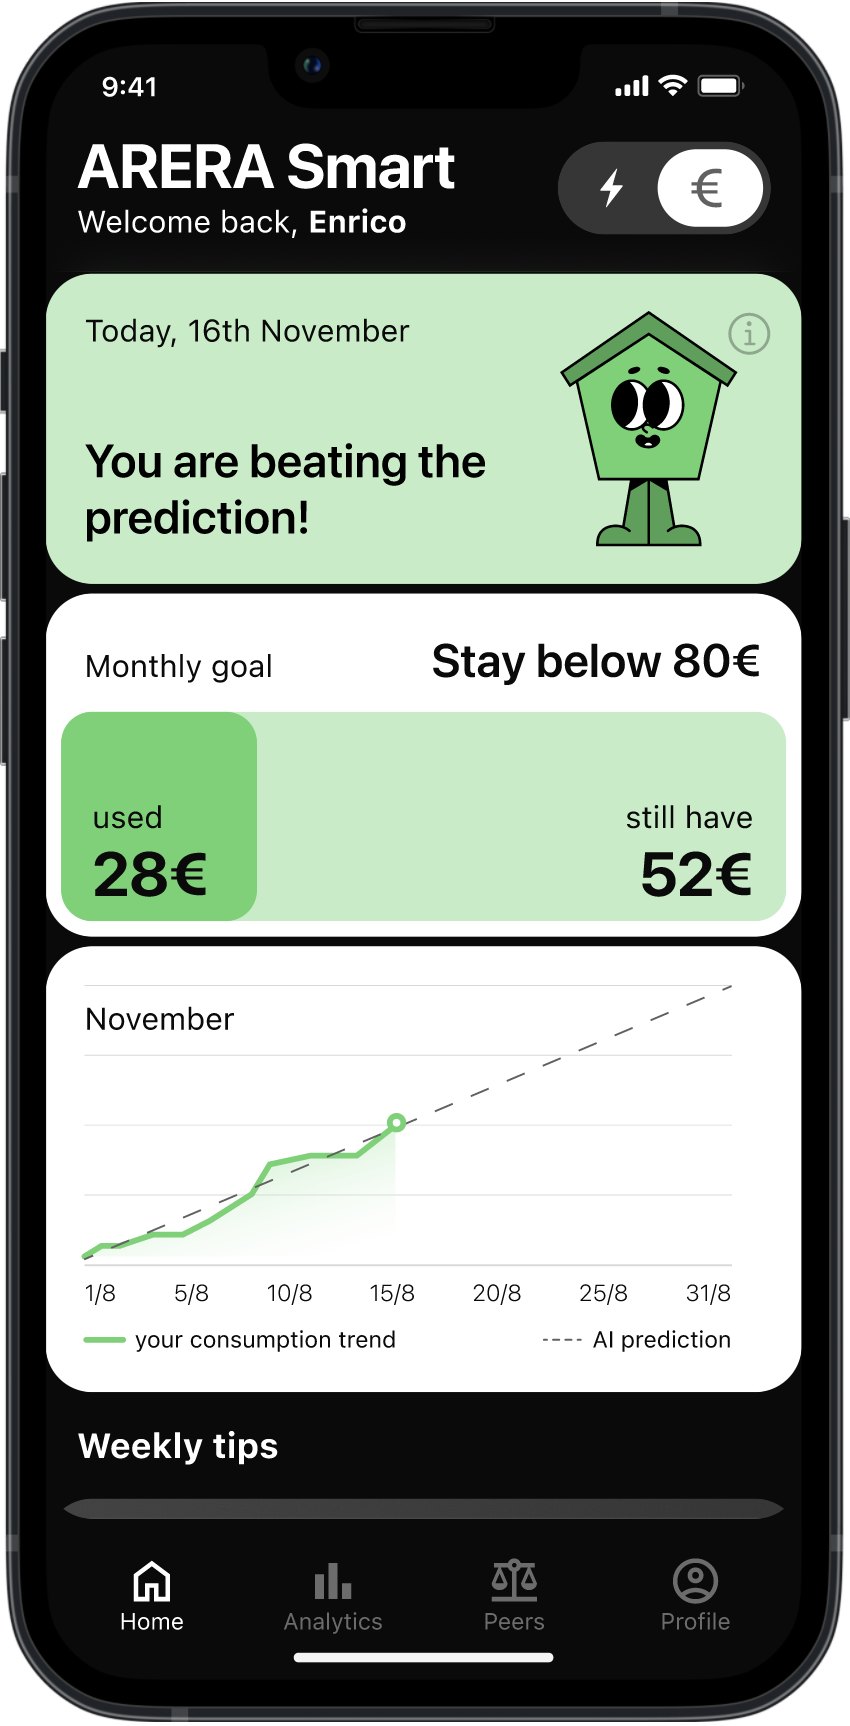 9:41
ARERA Smart
€
Welcome back, Enrico
Today, 16th November
i
You are beating the
prediction!
Monthly goal
Stay below 80€
used
still have
28€
52€
November
1/8 5/8 10/8 15/8 20/8 25/8 31/8
your consumption trend
AI prediction
Weekly tips
Home Analytics Peers Profile